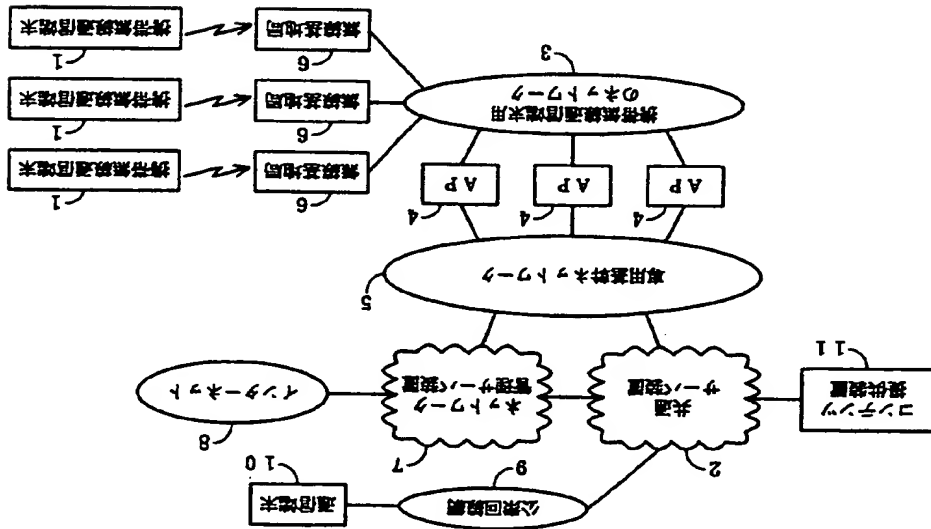 公衆回線網
9
通信端末
10
コンテンツ
提供装置
11
共通
サーバ装置
2
ネットワーク
管理サーバ装置
7
インターネット
8
専用基幹ネットワーク
5
AP
4
AP
4
AP
4
携帯無線通信端末用
のネットワーク
3
無線基地局
6
携帯無線通信端末
1
無線基地局
6
携帯無線通信端末
1
無線基地局
6
携帯無線通信端末
1